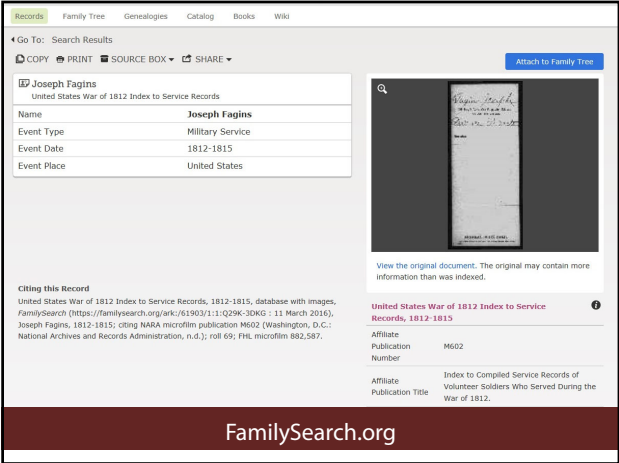 Records Family Tree Genealogies Catalog Books Wiki
Go To: Search Results
COPY PRINT SOURCE BOX SHARE
Attach to Family Tree
Joseph Fagins
United States War of 1812 Index to Service Records
Name Joseph Fagins
Event Type Military Service
Event Date 1812-1815
Event Place United States
Fagin Joseph
View the original document. The original may contain more
information than was indexed.
Citing this Record
United States War of 1812 Index to Service Records, 1812-1815, database with images,
FamilySearch (https://familysearch.org/ark:/61903/1:1:Q29K-3DKG : 11 March 2016),
Joseph Fagins, 1812-1815; citing NARA microfilm publication M602 (Washington, D.C.:
National Archives and Records Administration, n.d.); roll 69; FHL microfilm 882,587.
United States War of 1812 Index to Service
Records, 1812-1815
Affiliate
Publication M602
Number
Affiliate
Publication Title
Index to Compiled Service Records of
Volunteer Soldiers Who Served During the
War of 1812.
FamilySearch.org